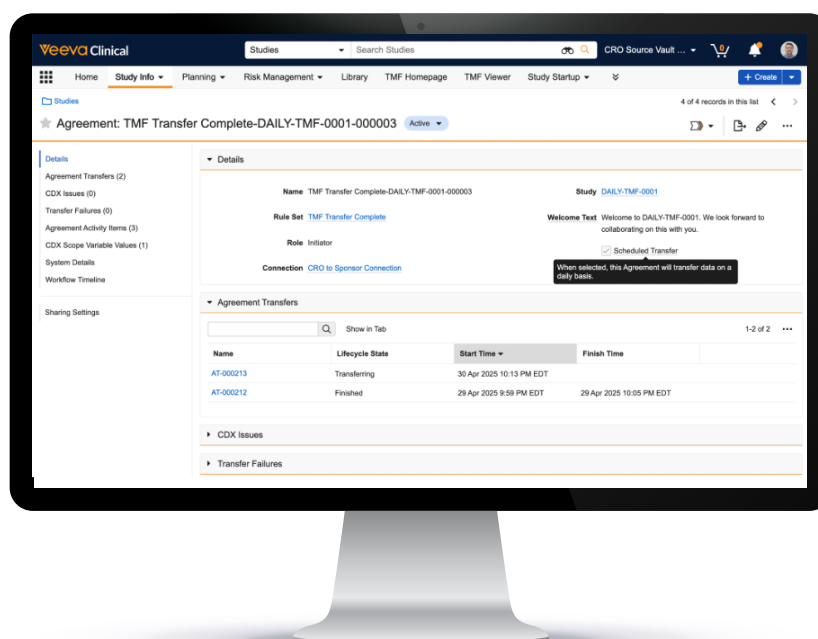 Veeva Clinical
Studies
Search Studies
CRO Source Vault ...
Home
Study Info
Planning
Risk Management
Library
TMF Homepage
TMF Viewer
Study Startup
+ Create
Studies
4 of 4 records in this list
Agreement: TMF Transfer Complete-DAILY-TMF-0001-000003
Active
Details
Agreement Transfers (2)
CDX Issues (0)
Transfer Failures (0)
Agreement Activity Items (3)
CDX Scope Variable Values (1)
System Details
Workflow Timeline
Sharing Settings
Details
Name TMF Transfer Complete-DAILY-TMF-0001-000003
Study DAILY-TMF-0001
Rule Set TMF Transfer Complete
Welcome Text Welcome to DAILY-TMF-0001. We look forward to
collaborating on this with you.
Role Initiator
Scheduled Transfer
Connection CRO to Sponsor Connection
When selected, this Agreement will transfer data on a
daily basis.
Agreement Transfers
Show in Tab
1-2 of 2
Name Lifecycle State Start Time Finish Time
AT-000213 Transferring 30 Apr 2025 10:13 PM EDT
AT-000212 Finished 29 Apr 2025 9:59 PM EDT 29 Apr 2025 10:05 PM EDT
CDX Issues
Transfer Failures